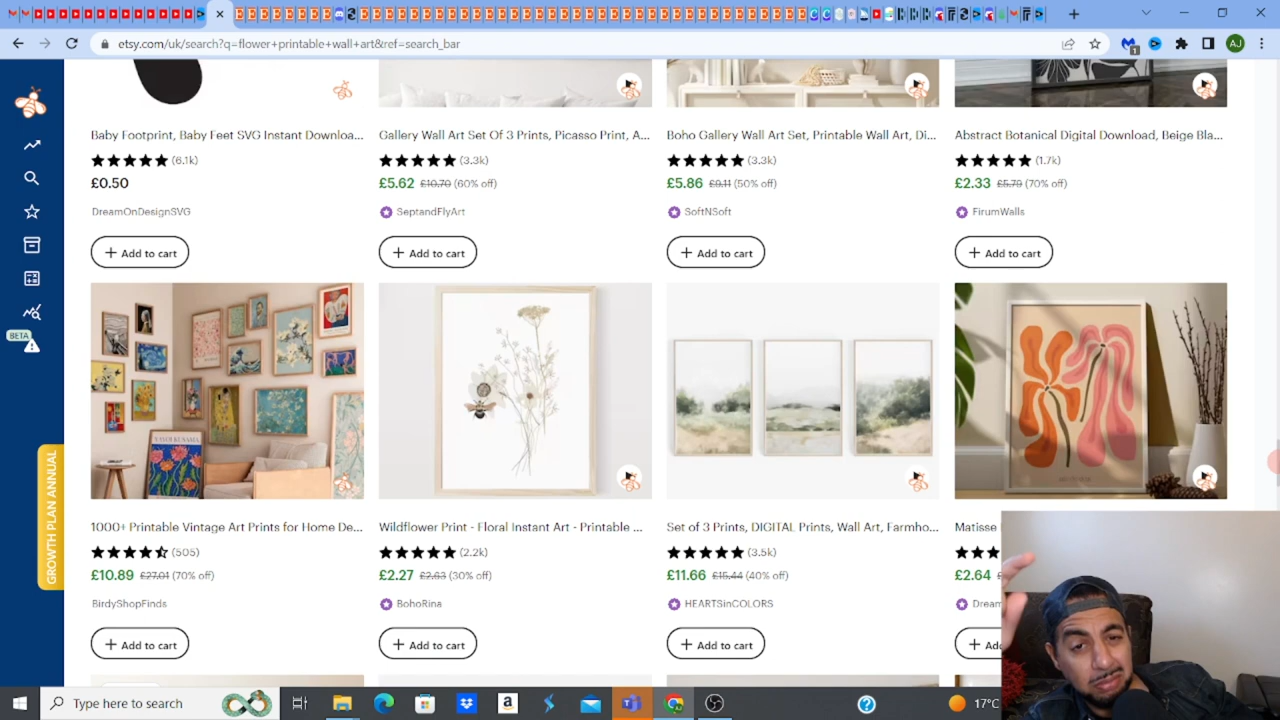 etsy.com/uk/search?q=flower+printable+wall+art&ref=search_bar
1
AJ
Baby Footprint, Baby Feet SVG Instant Downloa...
Gallery Wall Art Set Of 3 Prints, Picasso Print, A...
Boho Gallery Wall Art Set, Printable Wall Art, Di...
Abstract Botanical Digital Download, Beige Bla...
(6.1k)
(3.3k)
(3.3k)
(1.7k)
£0.50
£5.62 £10.70 (60% off)
£5.86 £9.11 (50% off)
£2.33 £5.79 (70% off)
DreamOnDesignSVG
SeptandFlyArt
SoftNSoft
FirumWalls
+ Add to cart
+ Add to cart
+ Add to cart
+ Add to cart
BETA
GROWTH PLAN ANNUAL
1000+ Printable Vintage Art Prints for Home De...
Wildflower Print - Floral Instant Art - Printable ...
Set of 3 Prints, DIGITAL Prints, Wall Art, Farmho...
Matisse
(505)
(2.2k)
(3.5k)
£10.89 £27.01 (70% off)
£2.27 £2.63 (30% off)
£11.66 £15.44 (40% off)
£2.64
BirdyShopFinds
BohoRina
HEARTSinCOLORS
Dream
+ Add to cart
+ Add to cart
+ Add to cart
+ Add
Type here to search
17°C